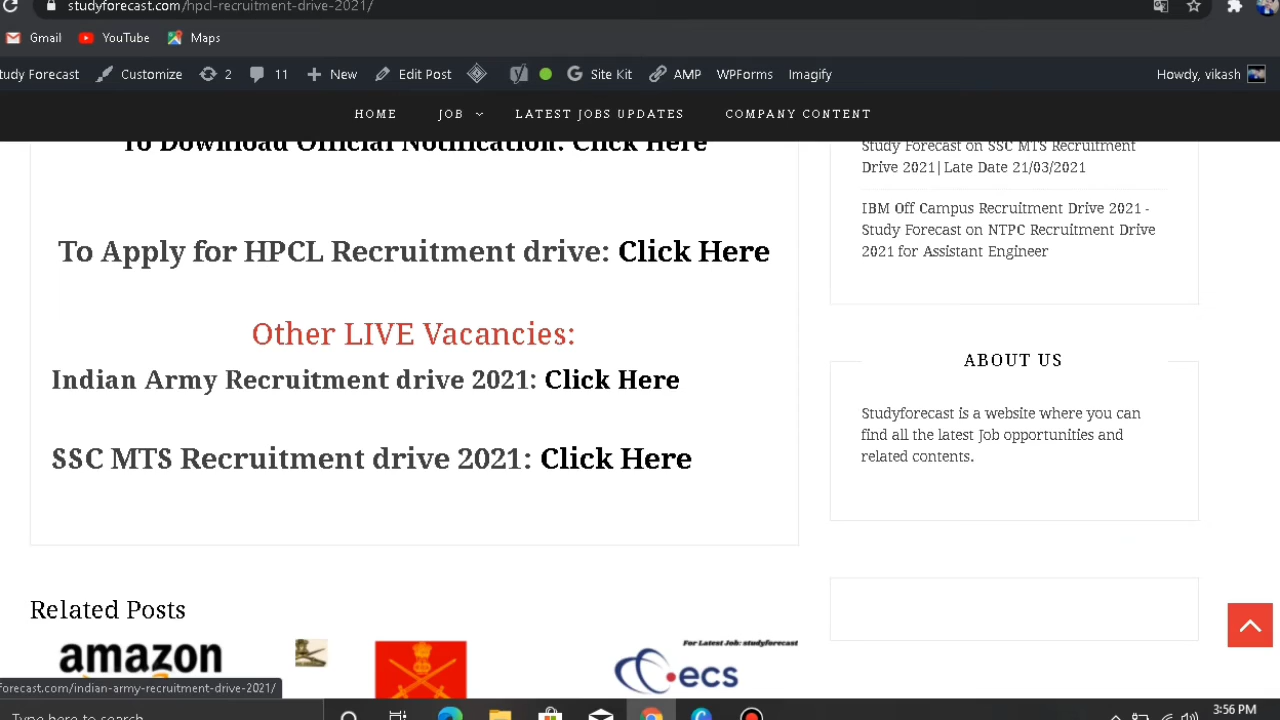 studyforecast.com/hpcl-recruitment-drive-2021/
Gmail YouTube Maps
tudy Forecast Customize 2 11 New Edit Post Site Kit AMP WPForms Imagify Howdy, vikash
HOME JOB LATEST JOBS UPDATES COMPANY CONTENT
To Download Official Notification: Click Here
To Apply for HPCL Recruitment drive: Click Here
Other LIVE Vacancies:
Indian Army Recruitment drive 2021: Click Here
SSC MTS Recruitment drive 2021: Click Here
Study Forecast on SSC MTS Recruitment
Drive 2021| Late Date 21/03/2021
IBM Off Campus Recruitment Drive 2021 -
Study Forecast on NTPC Recruitment Drive
2021 for Assistant Engineer
ABOUT US
Studyforecast is a website where you can
find all the latest Job opportunities and
related contents.
Related Posts
amazon
For Latest Job: studyforecast
ecs
forecast.com/indian-army-recruitment-drive-2021/
Type here to search
3:56 PM